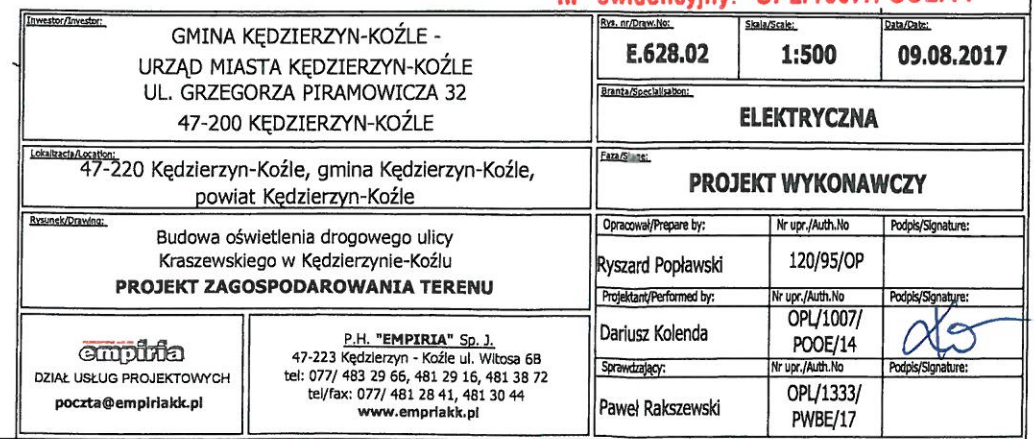 Inwestor/Investor:
GMINA KĘDZIERZYN-KOŹLE -
URZĄD MIASTA KĘDZIERZYN-KOŹLE
UL. GRZEGORZA PIRAMOWICZA 32
47-200 KĘDZIERZYN-KOŹLE
Rys. nr/Draw.No:
E.628.02
Skala/Scale:
1:500
Data/Date:
09.08.2017
Branża/Specialisation:
ELEKTRYCZNA
Lokalizacja/Location:
47-220 Kędzierzyn-Koźle, gmina Kędzierzyn-Koźle,
powiat Kędzierzyn-Koźle
Faza/Stage:
PROJEKT WYKONAWCZY
Rysunek/Drawing:
Budowa oświetlenia drogowego ulicy
Kraszewskiego w Kędzierzynie-Koźlu
PROJEKT ZAGOSPODAROWANIA TERENU
Opracował/Prepare by: Nr upr./Auth.No Podpis/Signature:
Ryszard Popławski 120/95/OP
Projektant/Performed by: Nr upr./Auth.No Podpis/Signature:
Dariusz Kolenda OPL/1007/
POOE/14
Sprawdzający: Nr upr./Auth.No Podpis/Signature:
Paweł Rakszewski OPL/1333/
PWBE/17
empiria
DZIAŁ USŁUG PROJEKTOWYCH
poczta@empiriakk.pl
P.H. "EMPIRIA" Sp. J.
47-223 Kędzierzyn - Koźle ul. Witosa 6B
tel: 077/ 483 29 66, 481 29 16, 481 38 72
tel/fax: 077/ 481 28 41, 481 30 44
www.empriakk.pl